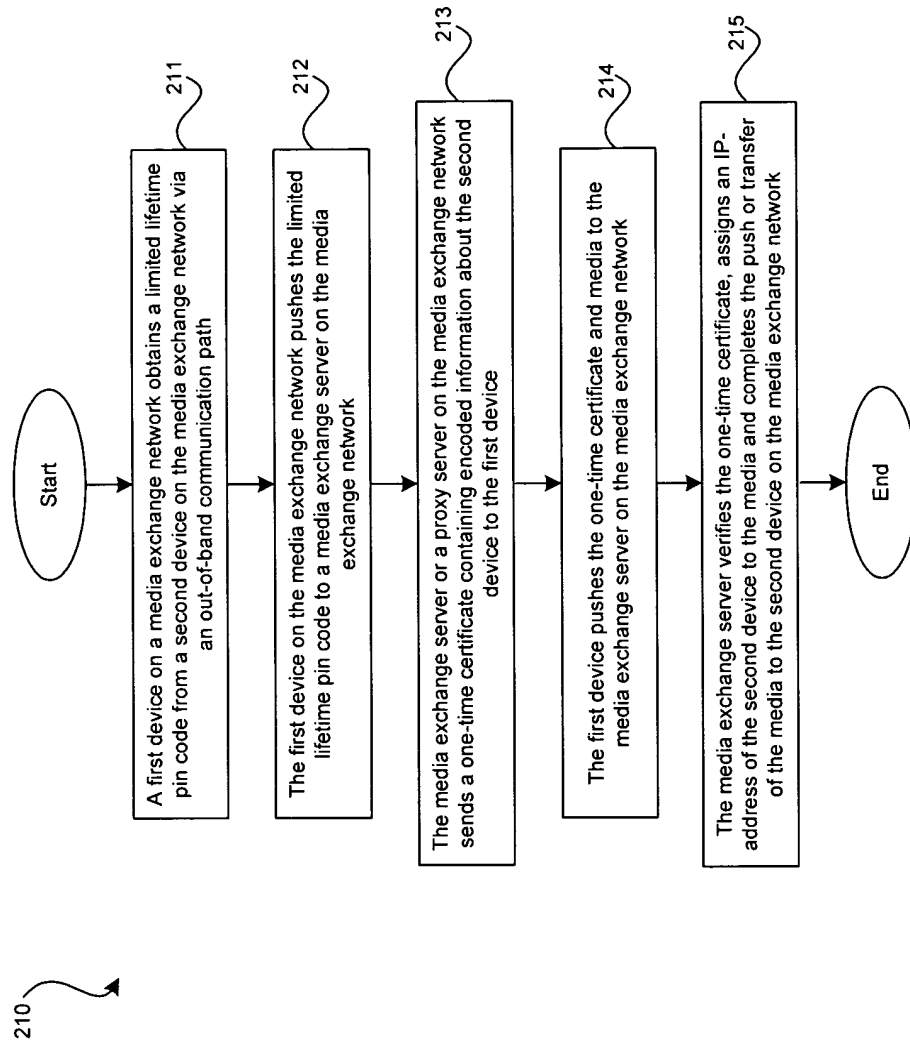 210
Start
211
A first device on a media exchange network obtains a limited lifetime
pin code from a second device on the media exchange network via
an out-of-band communication path
212
The first device on the media exchange network pushes the limited
lifetime pin code to a media exchange server on the media
exchange network
213
The media exchange server or a proxy server on the media exchange network
sends a one-time certificate containing encoded information about the second
device to the first device
214
The first device pushes the one-time certificate and media to the
media exchange server on the media exchange network
215
The media exchange server verifies the one-time certificate, assigns an IP-
address of the second device to the media and completes the push or transfer
of the media to the second device on the media exchange network
End